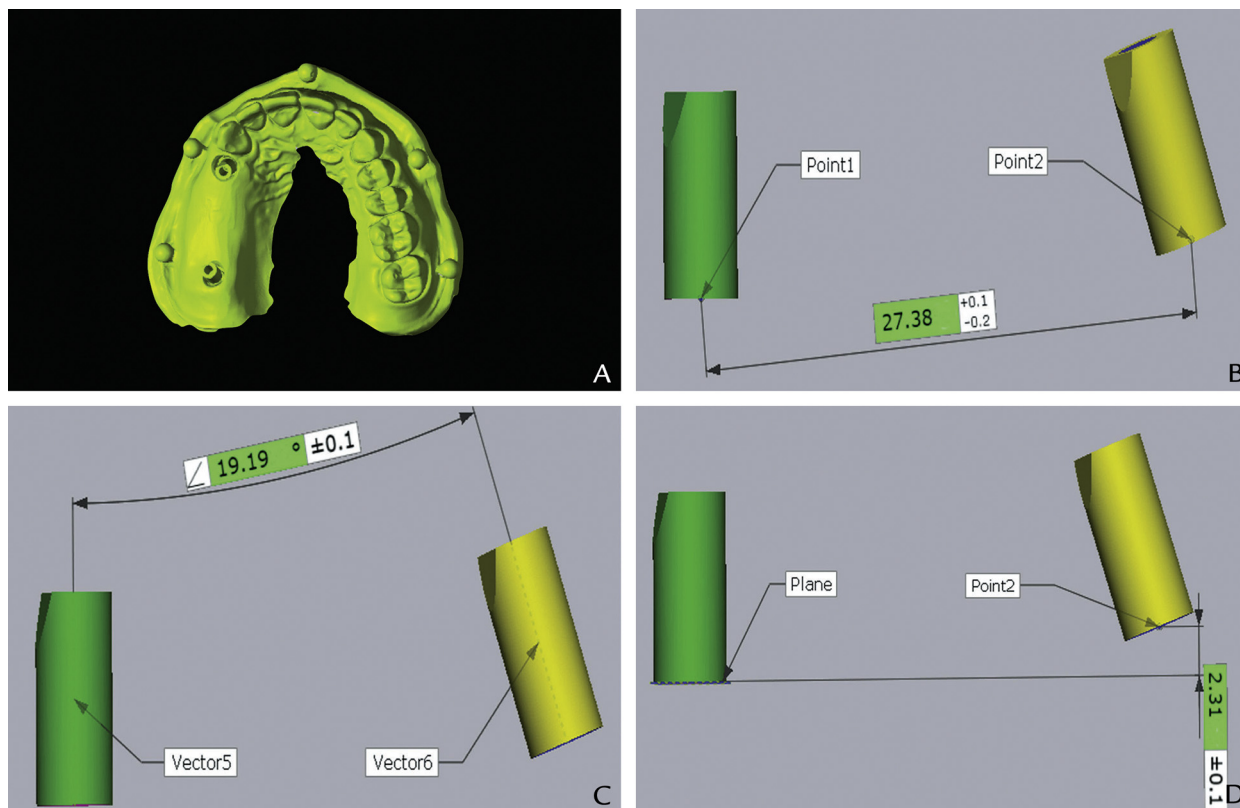 A
Point1
Point2
27.38
+0.1
-0.2
B
∠ 19.19 ° ±0.1
Vector5
Vector6
C
Plane
Point2
2.31 ±0.1
D